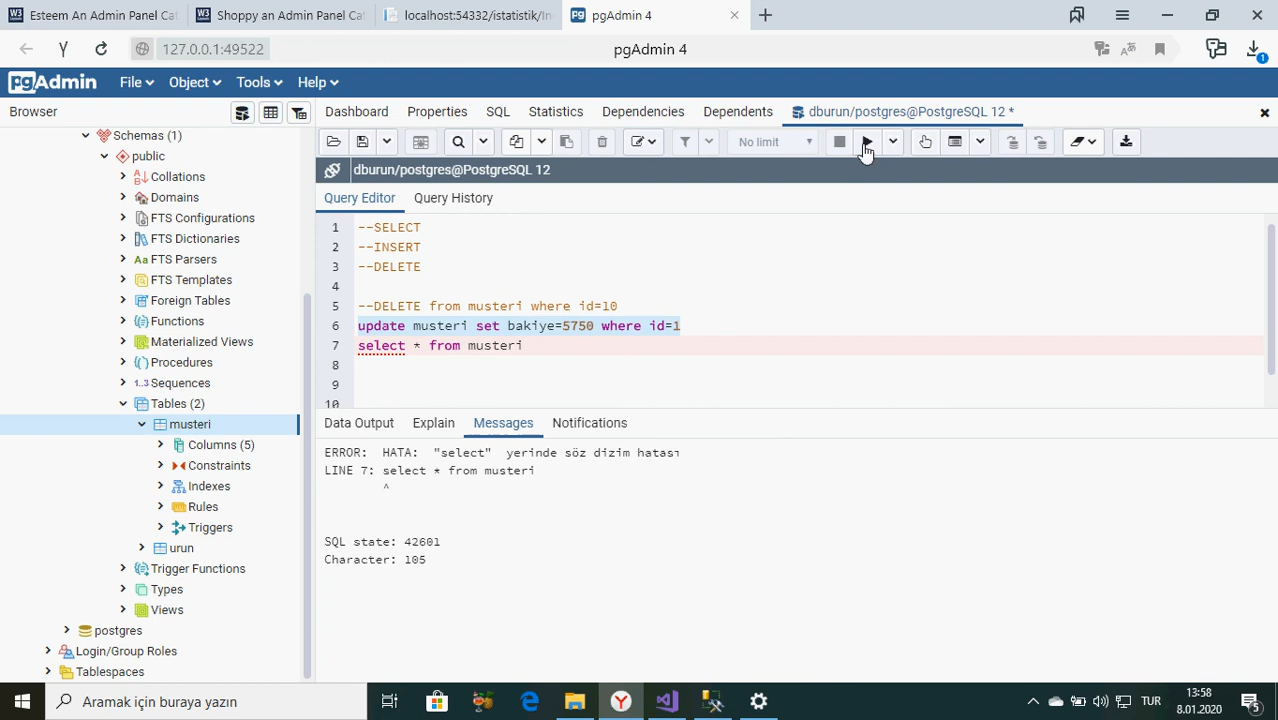 Esteem An Admin Panel Cat
Shoppy an Admin Panel Cat
localhost:54332/istatistik/In
pgAdmin 4
127.0.0.1:49522
pgAdmin 4
1
pgAdmin
File
Object
Tools
Help
Browser
Dashboard
Properties
SQL
Statistics
Dependencies
Dependents
dburun/postgres@PostgreSQL 12 *
No limit
dburun/postgres@PostgreSQL 12
Query Editor
Query History
Schemas (1)
public
Collations
Domains
FTS Configurations
FTS Dictionaries
FTS Parsers
FTS Templates
Foreign Tables
Functions
Materialized Views
Procedures
1..3 Sequences
Tables (2)
musteri
Columns (5)
Constraints
Indexes
Rules
Triggers
urun
Trigger Functions
Types
Views
postgres
Login/Group Roles
Tablespaces
1 --SELECT
2 --INSERT
3 --DELETE
4
5 --DELETE from musteri where id=10
6 update musteri set bakiye=5750 where id=1
7 select * from musteri
8
9
10
Data Output
Explain
Messages
Notifications
ERROR: HATA: "select" yerinde söz dizim hatası
LINE 7: select * from musteri
^
SQL state: 42601
Character: 105
Aramak için buraya yazın
TUR
13:58
8.01.2020
5